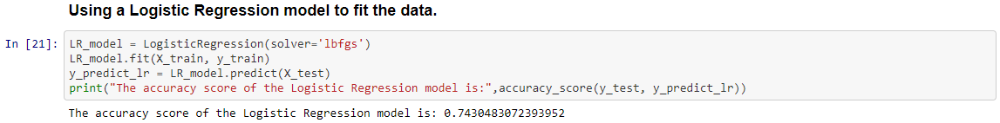 Using a Logistic Regression model to fit the data.
In [21]: LR_model = LogisticRegression(solver='lbfgs')
LR_model.fit(X_train, y_train)
y_predict_lr = LR_model.predict(X_test)
print("The accuracy score of the Logistic Regression model is:",accuracy_score(y_test, y_predict_lr))
The accuracy score of the Logistic Regression model is: 0.7430483072393952